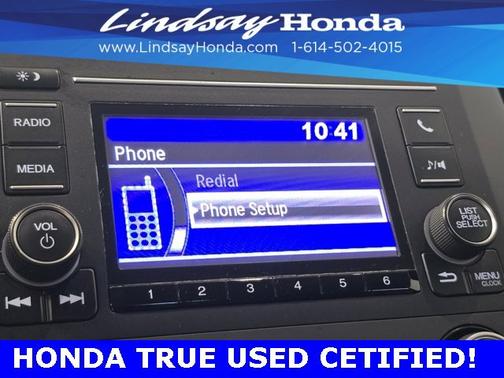 Lindsay HONDA
www.LindsayHonda.com 1-614-502-4015
RADIO
MEDIA
VOL
10:41
Phone
Redial
Phone Setup
LIST
PUSH
SELECT
MENU
CLOCK
1 2 3 4 5 6
HONDA TRUE USED CETIFIED!